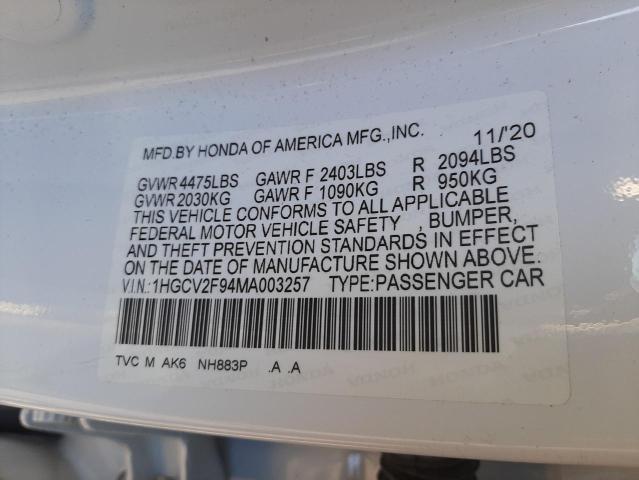 MFD.BY HONDA OF AMERICA MFG.,INC. 11/'20
GVWR 4475LBS GAWR F 2403LBS R 2094LBS
GVWR 2030KG GAWR F 1090KG R 950KG
THIS VEHICLE CONFORMS TO ALL APPLICABLE
FEDERAL MOTOR VEHICLE SAFETY , BUMPER,
AND THEFT PREVENTION STANDARDS IN EFFECT
ON THE DATE OF MANUFACTURE SHOWN ABOVE.
V.I.N.:1HGCV2F94MA003257 TYPE:PASSENGER CAR
TVC M AK6 NH883P .A .A